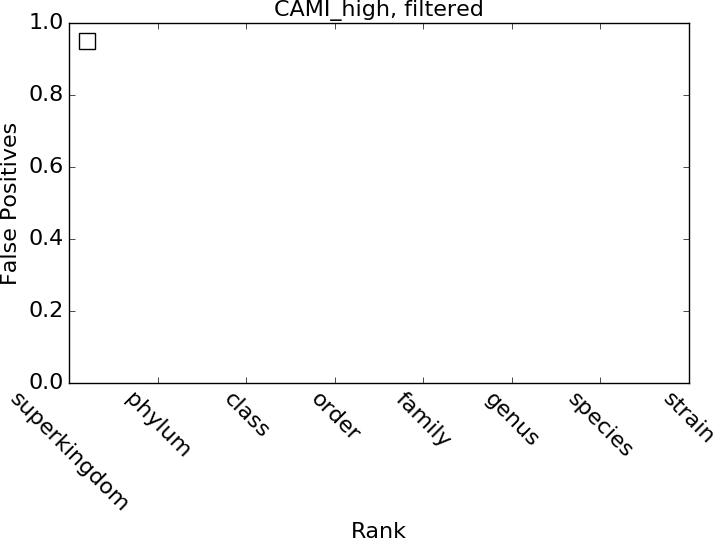 CAMI_high, filtered
False Positives
1.0
0.8
0.6
0.4
0.2
0.0
superkingdom
phylum
class
order
family
genus
species
strain
Rank